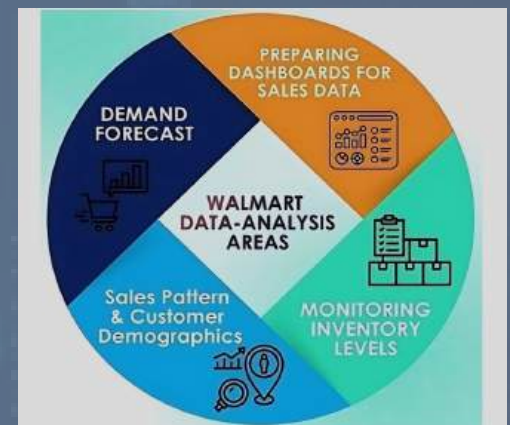 PREPARING
DASHBOARDS FOR
SALES DATA
DEMAND
FORECAST
WALMART
DATA-ANALYSIS
AREAS
Sales Pattern
& Customer
Demographics
MONITORING
INVENTORY
LEVELS